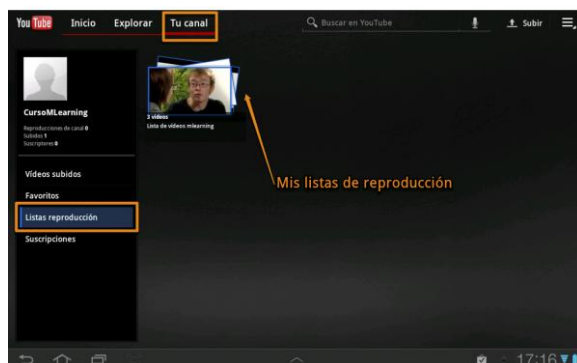 You Tube Inicio Explorar Tu canal Buscar en YouTube Subir
CursoMLearning
Reproducciones de canal 0
Subidos 1
Suscriptores 0
3 vídeos
Lista de vídeos mlearning
Mis listas de reproducción
Vídeos subidos
Favoritos
Listas reproducción
Suscripciones
17:16